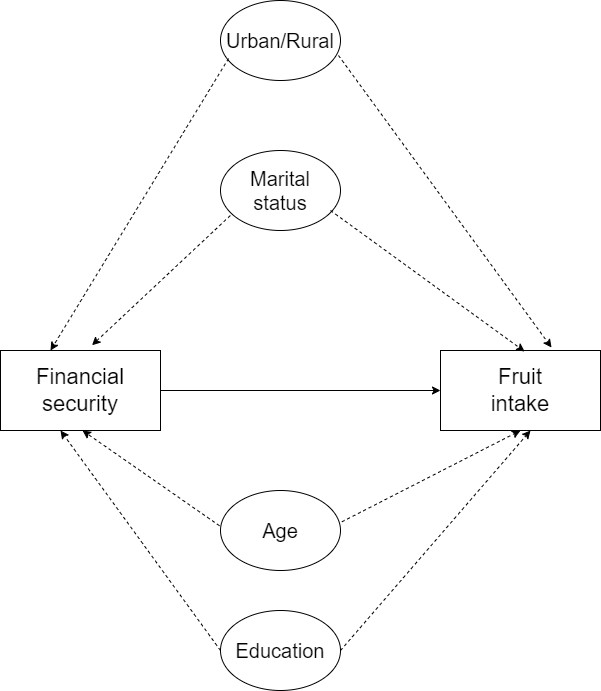 Urban/Rural
Marital
status
Financial
security
Fruit
intake
Age
Education